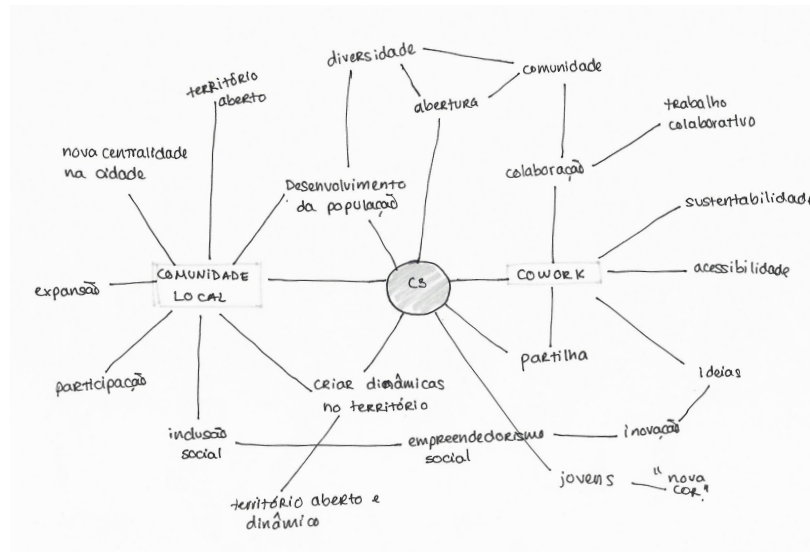 diversidade
comunidade
território
aberto
abertura
trabalho
colaborativo
nova centralidade
na cidade
colaboração
Desenvolvimento
da população
sustentabilidade
COMUNIDADE
LOCAL
CS
COWORK
acessibilidade
expansão
partilha
ideias
participação
criar dinâmicas
no território
inclusão
social
empreendedorismo
social
inovação
jovens
"nova
cor"
território aberto e
dinâmico